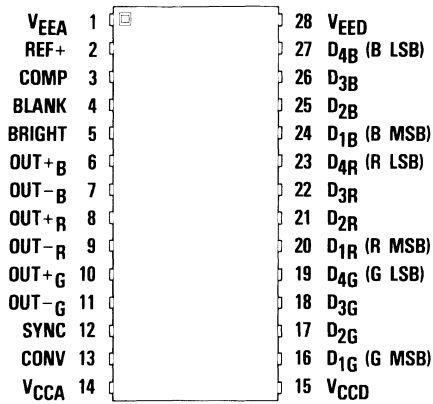 VEEA 1 28 VEED
REF+ 2 27 D4B (B LSB)
COMP 3 26 D3B
BLANK 4 25 D2B
BRIGHT 5 24 D1B (B MSB)
OUT+B 6 23 D4R (R LSB)
OUT−B 7 22 D3R
OUT+R 8 21 D2R
OUT−R 9 20 D1R (R MSB)
OUT+G 10 19 D4G (G LSB)
OUT−G 11 18 D3G
SYNC 12 17 D2G
CONV 13 16 D1G (G MSB)
VCCA 14 15 VCCD